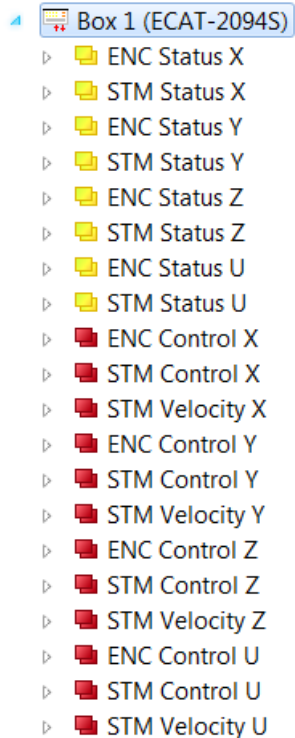 Box 1 (ECAT-2094S)
ENC Status X
STM Status X
ENC Status Y
STM Status Y
ENC Status Z
STM Status Z
ENC Status U
STM Status U
ENC Control X
STM Control X
STM Velocity X
ENC Control Y
STM Control Y
STM Velocity Y
ENC Control Z
STM Control Z
STM Velocity Z
ENC Control U
STM Control U
STM Velocity U